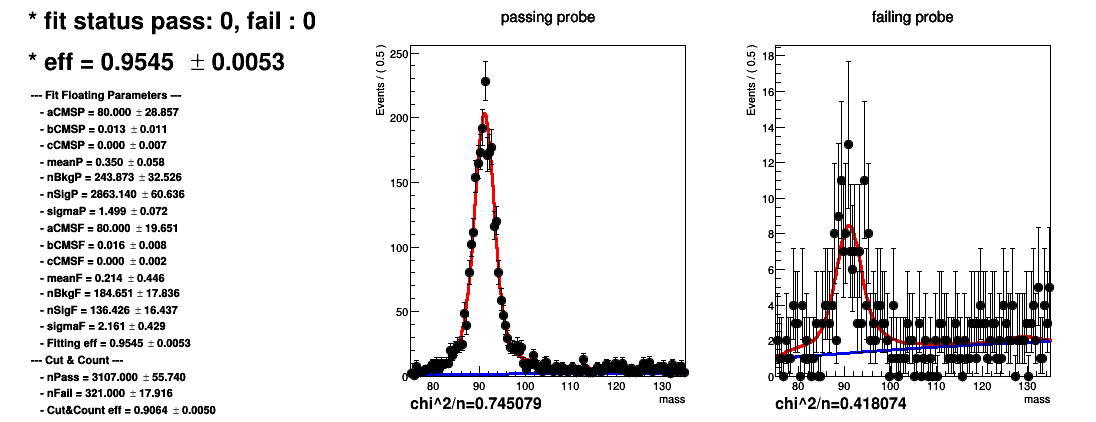 * fit status pass: 0, fail : 0
* eff = 0.9545 ± 0.0053
--- Fit Floating Parameters ---
- aCMSP = 80.000 ± 28.857
- bCMSP = 0.013 ± 0.011
- cCMSP = 0.000 ± 0.007
- meanP = 0.350 ± 0.058
- nBkgP = 243.873 ± 32.526
- nSigP = 2863.140 ± 60.636
- sigmaP = 1.499 ± 0.072
- aCMSF = 80.000 ± 19.651
- bCMSF = 0.016 ± 0.008
- cCMSF = 0.000 ± 0.002
- meanF = 0.214 ± 0.446
- nBkgF = 184.651 ± 17.836
- nSigF = 136.426 ± 16.437
- sigmaF = 2.161 ± 0.429
- Fitting eff = 0.9545 ± 0.0053
--- Cut & Count ---
- nPass = 3107.000 ± 55.740
- nFail = 321.000 ± 17.916
- Cut&Count eff = 0.9064 ± 0.0050
passing probe
Events / ( 0.5 )
250
200
150
100
50
0
80 90 100 110 120 130
mass
chi^2/n=0.745079
failing probe
Events / ( 0.5 )
18
16
14
12
10
8
6
4
2
0
80 90 100 110 120 130
mass
chi^2/n=0.418074